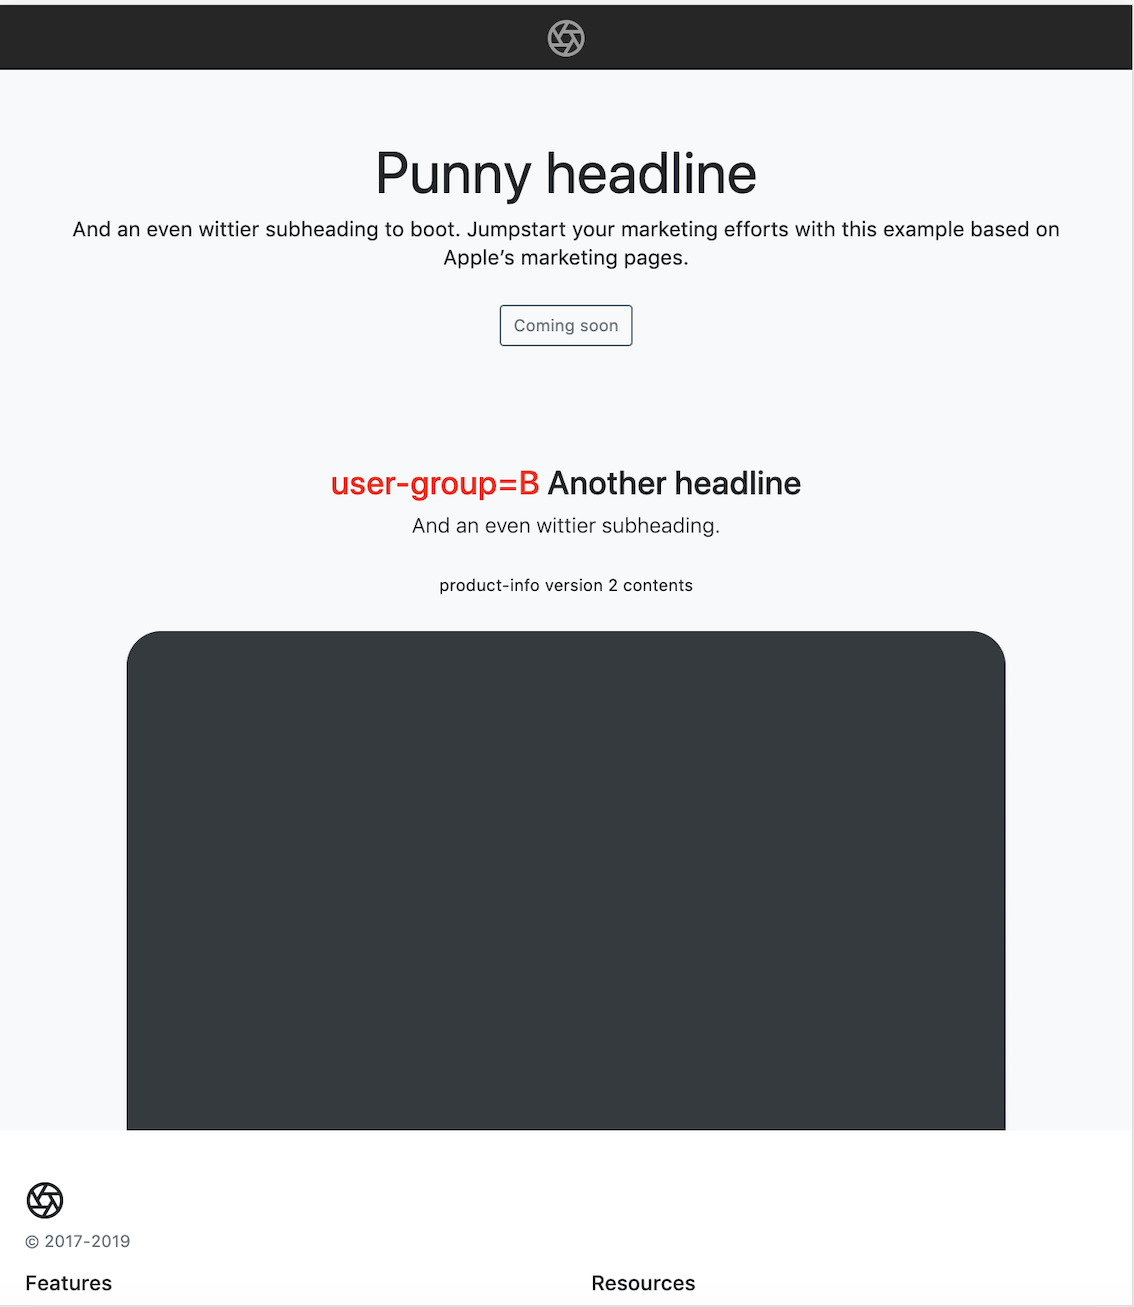 Punny headline
And an even wittier subheading to boot. Jumpstart your marketing efforts with this example based on
Apple’s marketing pages.
Coming soon
user-group=B Another headline
And an even wittier subheading.
product-info version 2 contents
© 2017-2019
Features
Resources